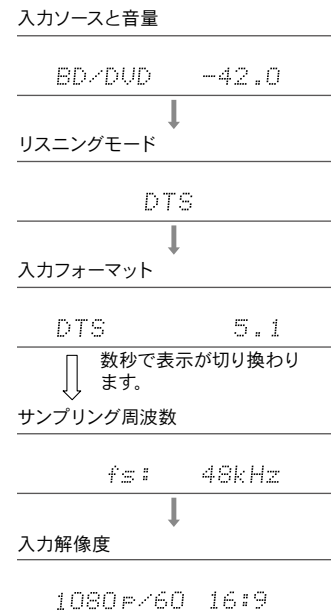 入力ソースと音量
BD/DVD -42.0
リスニングモード
DTS
入力フォーマット
DTS 5.1
数秒で表示が切り換わり
ます。
サンプリング周波数
fs: 48kHz
入力解像度
1080p/60 16:9